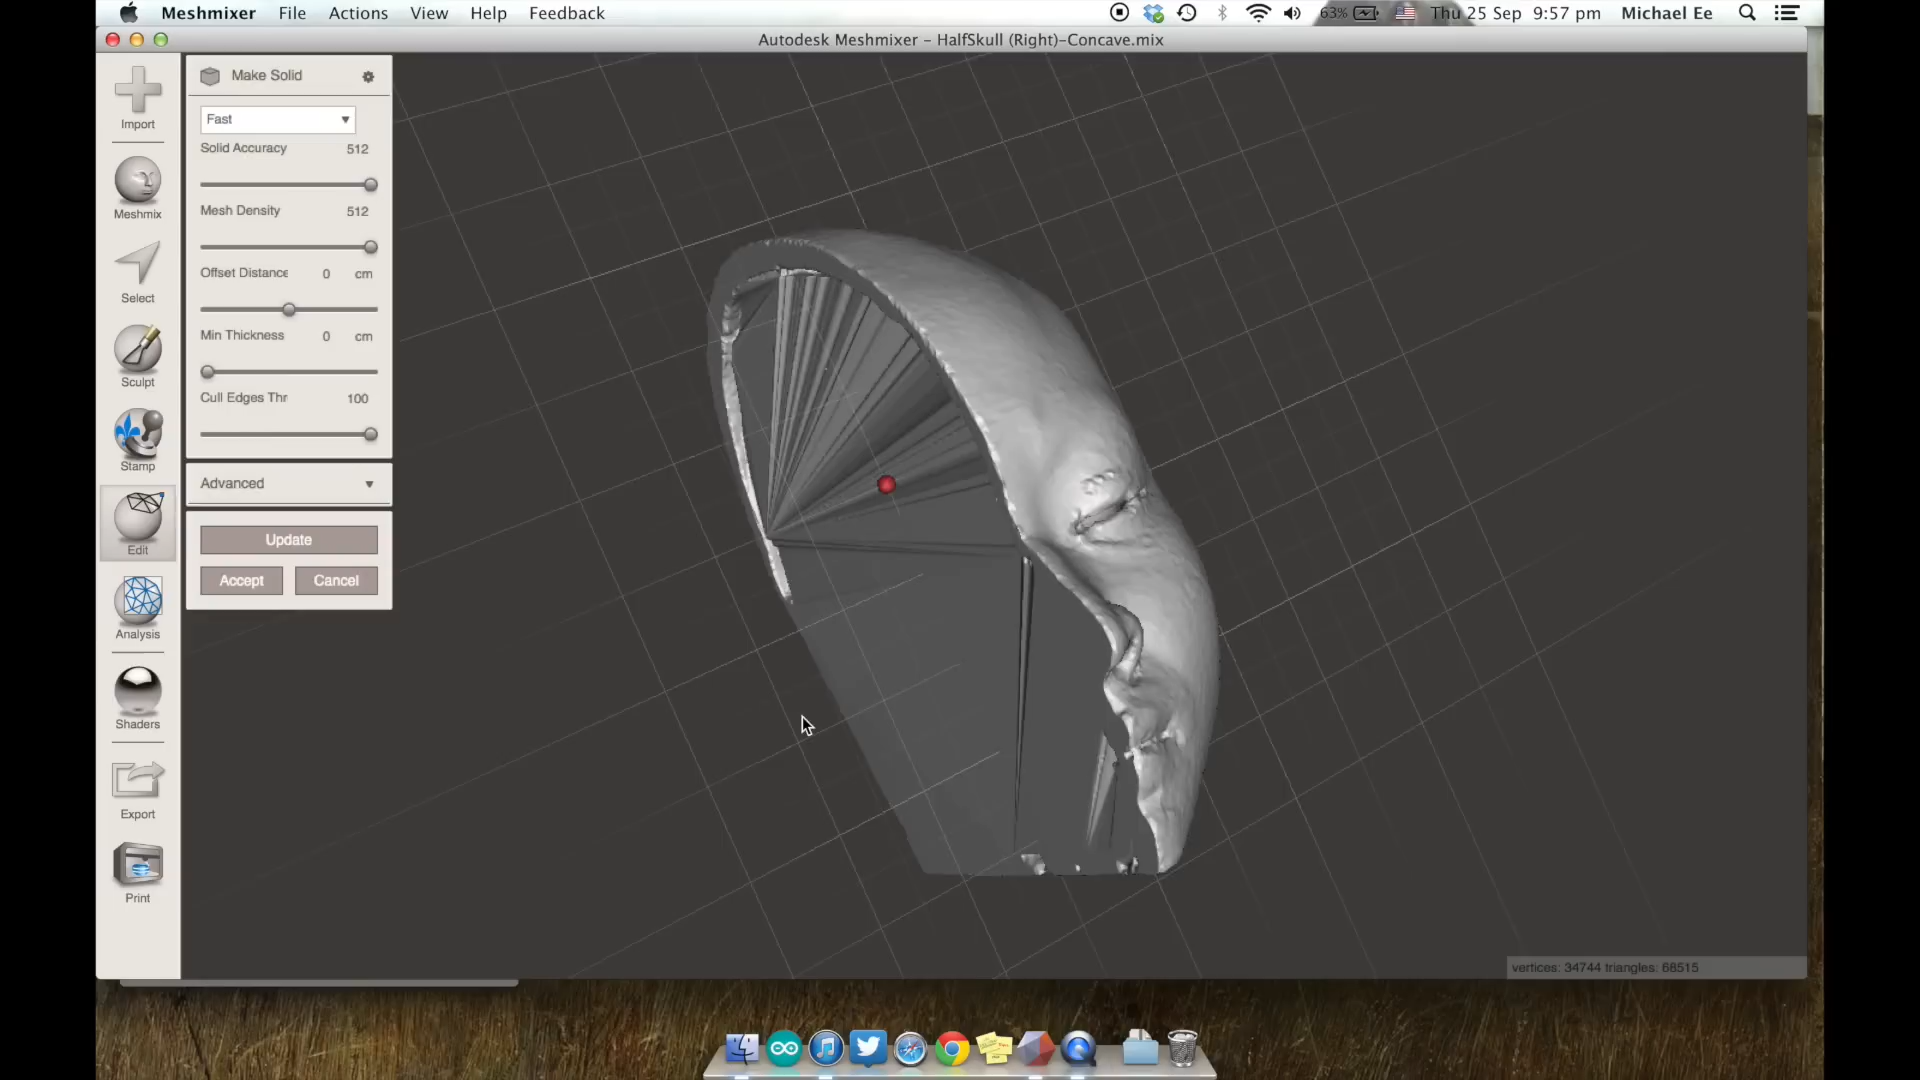 Meshmixer File Actions View Help Feedback 63% Thu 25 Sep 9:57 pm Michael Ee
Autodesk Meshmixer – HalfSkull (Right)-Concave.mix
Import
Meshmix
Select
Sculpt
Stamp
Edit
Analysis
Shaders
Export
Print
Make Solid
Fast
Solid Accuracy 512
Mesh Density 512
Offset Distance 0 cm
Min Thickness 0 cm
Cull Edges Thr 100
Advanced
Update
Accept Cancel
vertices: 34744 triangles: 68515